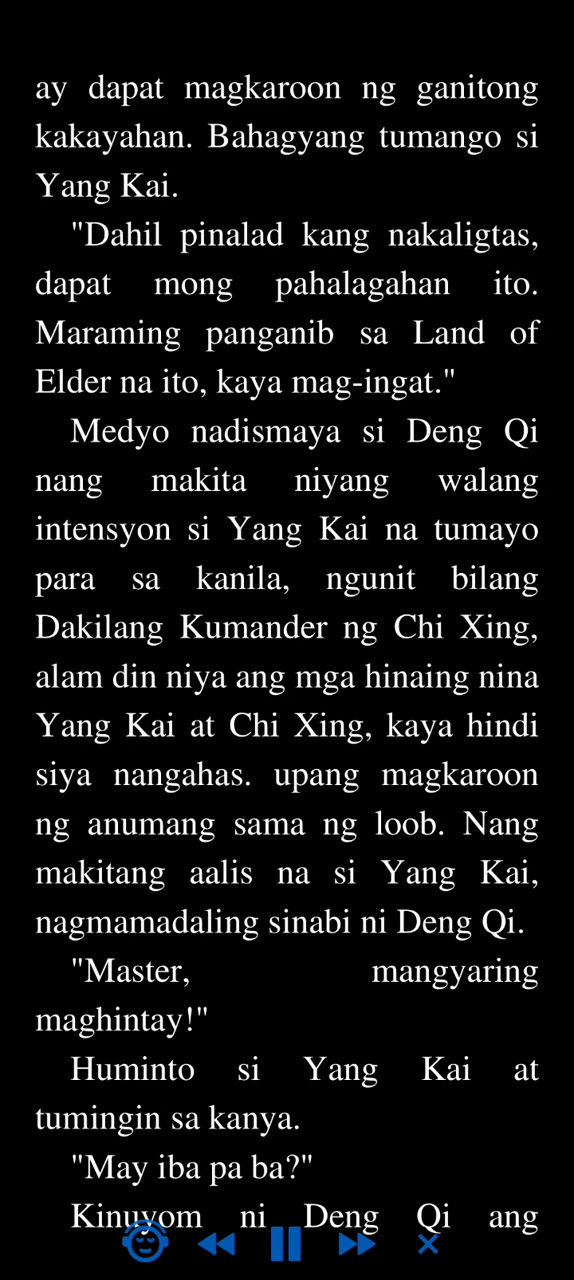 ay dapat magkaroon ng ganitong
kakayahan. Bahagyang tumango si
Yang Kai.
"Dahil pinalad kang nakaligtas,
dapat mong pahalagahan ito.
Maraming panganib sa Land of
Elder na ito, kaya mag-ingat."
Medyo nadismaya si Deng Qi
nang makita niyang walang
intensyon si Yang Kai na tumayo
para sa kanila, ngunit bilang
Dakilang Kumander ng Chi Xing,
alam din niya ang mga hinaing nina
Yang Kai at Chi Xing, kaya hindi
siya nangahas. upang magkaroon
ng anumang sama ng loob. Nang
makitang aalis na si Yang Kai,
nagmamadaling sinabi ni Deng Qi.
"Master, mangyaring
maghintay!"
Huminto si Yang Kai at
tumingin sa kanya.
"May iba pa ba?"
Kinuyom ni Deng Qi ang